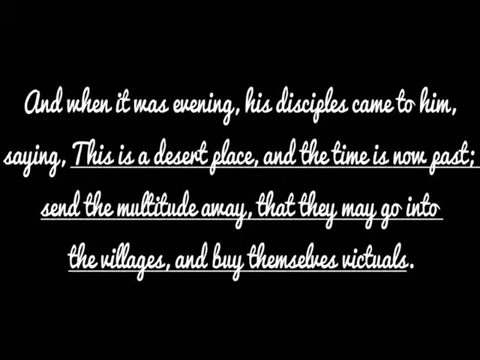 And when it was evening, his disciples came to him,
saying, This is a desert place, and the time is now past;
send the multitude away, that they may go into
the villages, and buy themselves victuals.